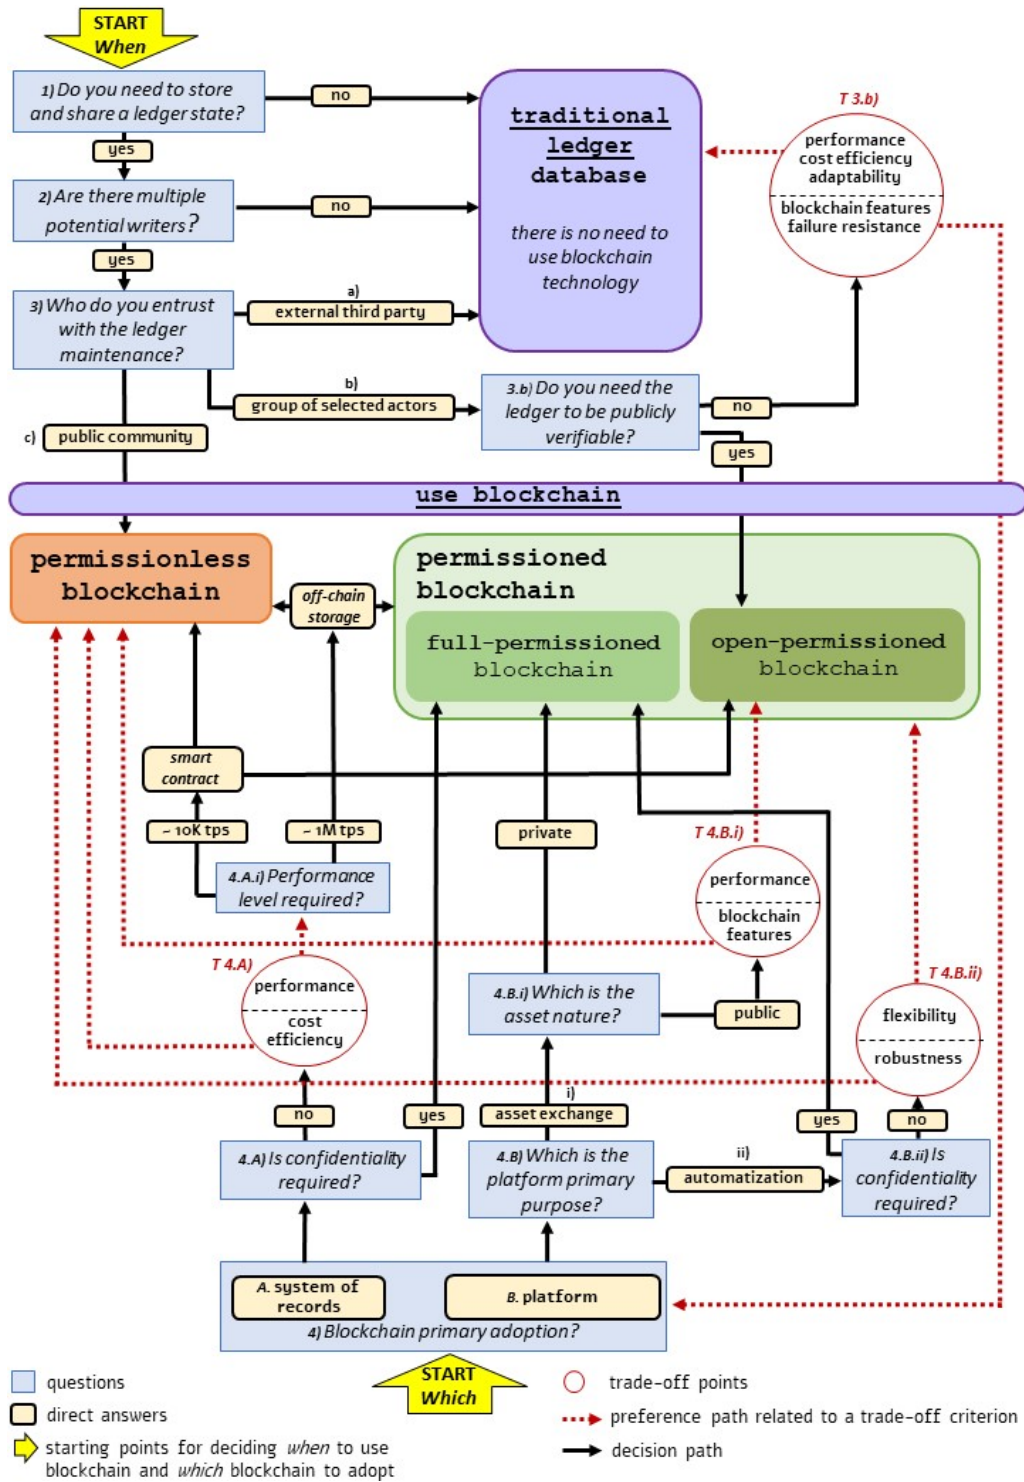 START
When
1) Do you need to store
and share a ledger state?
no
yes
traditional
ledger
database
there is no need to
use blockchain
technology
T 3.b)
performance
cost efficiency
adaptability
blockchain features
failure resistance
2) Are there multiple
potential writers?
no
yes
3) Who do you entrust
with the ledger
maintenance?
a)
external third party
b)
group of selected actors
3.b) Do you need the
ledger to be publicly
verifiable?
no
yes
c)
public community
use blockchain
permissionless
blockchain
off-chain
storage
permissioned
blockchain
full-permissioned
blockchain
open-permissioned
blockchain
smart
contract
~ 10K tps
~ 1M tps
private
4.A.i) Performance
level required?
T 4.B.i)
performance
blockchain
features
T 4.A)
performance
cost
efficiency
4.B.i) Which is the
asset nature?
public
T 4.B.ii)
flexibility
robustness
no
yes
i)
asset exchange
yes
no
4.A) Is confidentiality
required?
4.B) Which is the
platform primary
purpose?
ii)
automatization
4.B.ii) Is
confidentiality
required?
A. system of
records
B. platform
4) Blockchain primary adoption?
START
Which
questions
direct answers
starting points for deciding when to use
blockchain and which blockchain to adopt
trade-off points
preference path related to a trade-off criterion
decision path